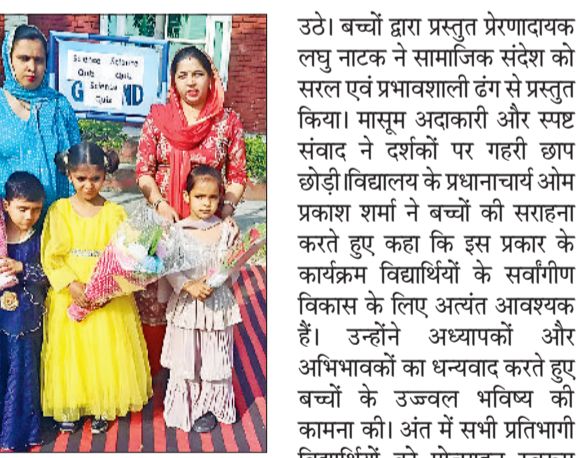 Science Science
Quiz Quiz
Science
Quiz
उठे। बच्चों द्वारा प्रस्तुत प्रेरणादायक
लघु नाटक ने सामाजिक संदेश को
सरल एवं प्रभावशाली ढंग से प्रस्तुत
किया। मासूम अदाकारी और स्पष्ट
संवाद ने दर्शकों पर गहरी छाप
छोड़ी।विद्यालय के प्रधानाचार्य ओम
प्रकाश शर्मा ने बच्चों की सराहना
करते हुए कहा कि इस प्रकार के
कार्यक्रम विद्यार्थियों के सर्वांगीण
विकास के लिए अत्यंत आवश्यक
हैं। उन्होंने अध्यापकों और
अभिभावकों का धन्यवाद करते हुए
बच्चों के उज्ज्वल भविष्य की
कामना की। अंत में सभी प्रतिभागी